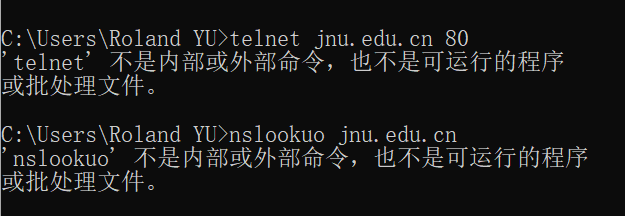 C:\Users\Roland YU>telnet jnu.edu.cn 80
'telnet' 不是内部或外部命令，也不是可运行的程序
或批处理文件。
C:\Users\Roland YU>nslookuo jnu.edu.cn
'nslookuo' 不是内部或外部命令，也不是可运行的程序
或批处理文件。